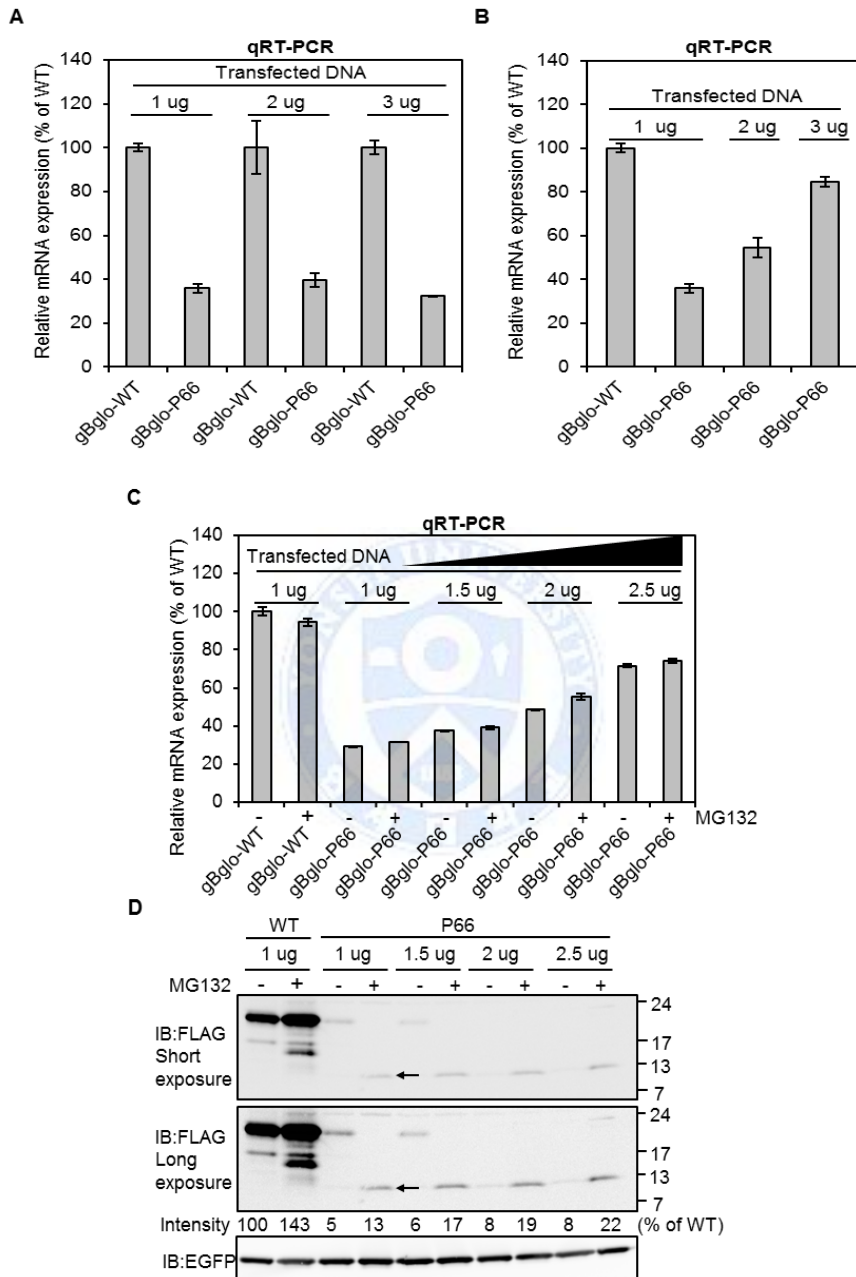 A
qRT-PCR
Relative mRNA expression (% of WT)
140
120
100
80
60
40
20
0
Transfected DNA
1 ug
2 ug
3 ug
gBglo-WT
gBglo-P66
gBglo-WT
gBglo-P66
gBglo-WT
gBglo-P66
B
qRT-PCR
Relative mRNA expression (% of WT)
140
120
100
80
60
40
20
0
Transfected DNA
1 ug
2 ug
3 ug
gBglo-WT
gBglo-P66
gBglo-P66
gBglo-P66
C
qRT-PCR
Relative mRNA expression (% of WT)
140
120
100
80
60
40
20
0
Transfected DNA
1 ug
1 ug
1.5 ug
2 ug
2.5 ug
- + - + - + - + - + MG132
gBglo-WT
gBglo-WT
gBglo-P66
gBglo-P66
gBglo-P66
gBglo-P66
gBglo-P66
gBglo-P66
gBglo-P66
gBglo-P66
D
WT P66
1 ug 1 ug 1.5 ug 2 ug 2.5 ug
MG132 - + - + - + - + - +
IB:FLAG
Short
exposure
24
17
13
7
IB:FLAG
Long
exposure
24
17
13
7
Intensity 100 143 5 13 6 17 8 19 8 22 (% of WT)
IB:EGFP